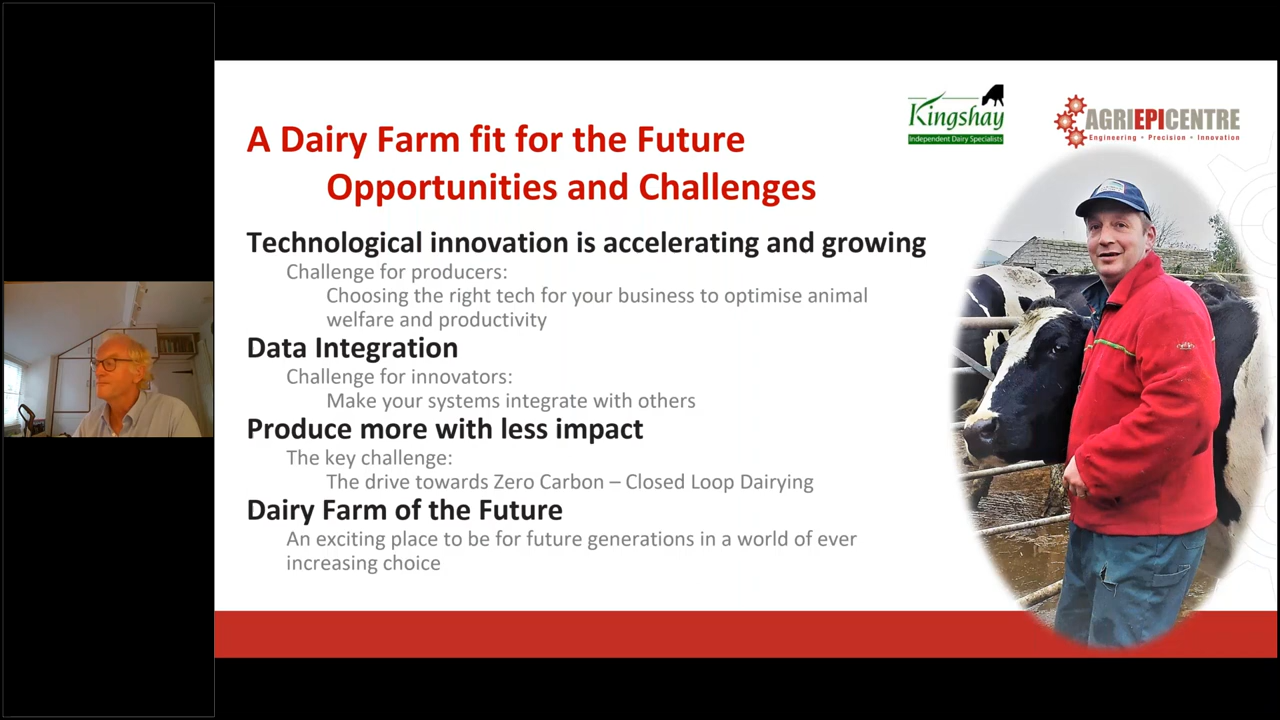 Kingshay
Independent Dairy Specialists
AGRIEPICENTRE
Engineering • Precision • Innovation
A Dairy Farm fit for the Future
Opportunities and Challenges
Technological innovation is accelerating and growing
Challenge for producers:
Choosing the right tech for your business to optimise animal
welfare and productivity
Data Integration
Challenge for innovators:
Make your systems integrate with others
Produce more with less impact
The key challenge:
The drive towards Zero Carbon – Closed Loop Dairying
Dairy Farm of the Future
An exciting place to be for future generations in a world of ever
increasing choice